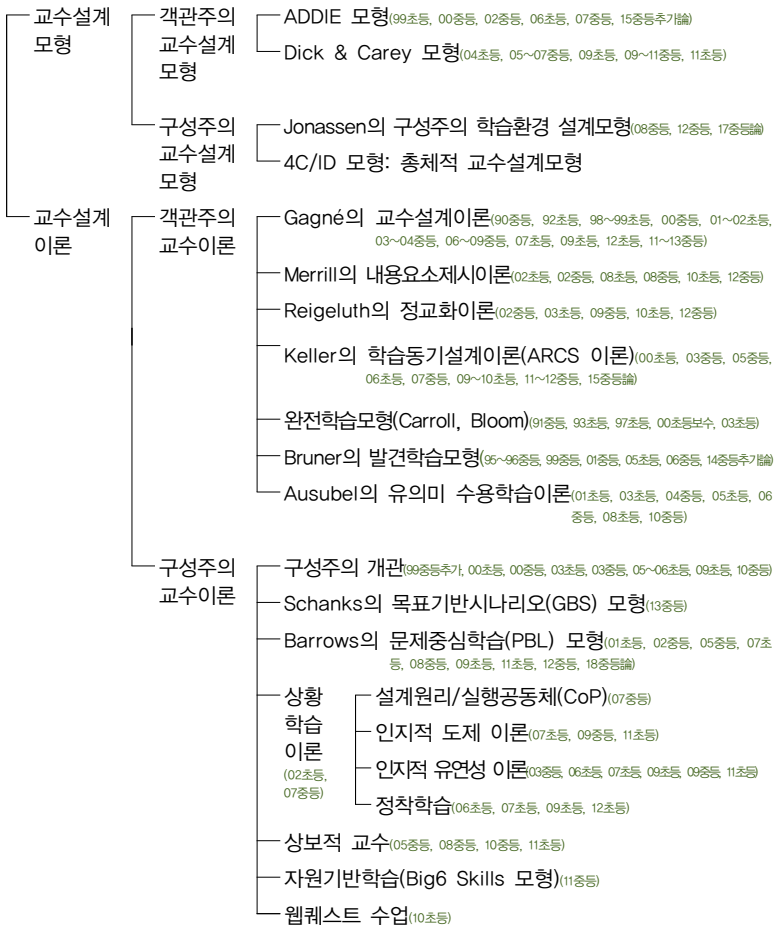 교수설계 모형
객관주의 교수설계 모형
ADDIE 모형(99초등, 00중등, 02중등, 06초등, 07중등, 15중등추가論)
Dick & Carey 모형(04초등, 05~07중등, 09초등, 09~11중등, 11초등)
구성주의 교수설계 모형
Jonassen의 구성주의 학습환경 설계모형(08중등, 12중등, 17중등論)
4C/ID 모형: 총체적 교수설계모형
교수설계 이론
객관주의 교수이론
Gagné의 교수설계이론(90중등, 92초등, 98~99초등, 00중등, 01~02초등,
03~04중등, 06~09중등, 07초등, 09초등, 12초등, 11~13중등)
Merrill의 내용요소제시이론(02초등, 02중등, 08초등, 08중등, 10초등, 12중등)
Reigeluth의 정교화이론(02중등, 03초등, 09중등, 10초등, 12중등)
Keller의 학습동기설계이론(ARCS 이론)(00초등, 03중등, 05중등,
06초등, 07중등, 09~10초등, 11~12중등, 15중등論)
완전학습모형(Carroll, Bloom)(91중등, 93초등, 97초등, 00초등보수, 03초등)
Bruner의 발견학습모형(95~96중등, 99중등, 01중등, 05초등, 06중등, 14중등추가論)
Ausubel의 유의미 수용학습이론(01초등, 03초등, 04중등, 05초등, 06
중등, 08초등, 10중등)
구성주의 교수이론
구성주의 개관(99중등추가, 00초등, 00중등, 03초등, 03중등, 05~06초등, 09초등, 10중등)
Schanks의 목표기반시나리오(GBS) 모형(13중등)
Barrows의 문제중심학습(PBL) 모형(01초등, 02중등, 05중등, 07초
등, 08중등, 09초등, 11초등, 12중등, 18중등論)
상황
학습
이론
(02초등,
07중등)
설계원리/실행공동체(CoP)(07중등)
인지적 도제 이론(07초등, 09중등, 11초등)
인지적 유연성 이론(03중등, 06초등, 07초등, 09초등, 09중등, 11초등)
정착학습(06초등, 07초등, 09초등, 12초등)
상보적 교수(05중등, 08중등, 10중등, 11초등)
자원기반학습(Big6 Skills 모형)(11중등)
웹퀘스트 수업(10초등)